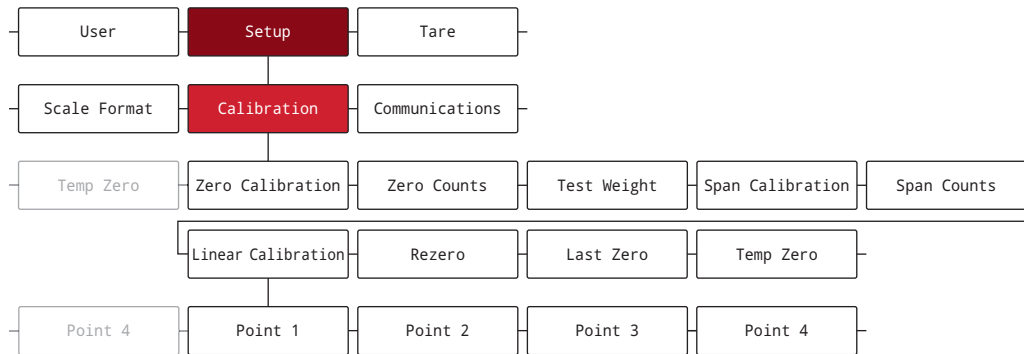 User Setup Tare
Scale Format Calibration Communications
Temp Zero Zero Calibration Zero Counts Test Weight Span Calibration Span Counts
Linear Calibration Rezero Last Zero Temp Zero
Point 4 Point 1 Point 2 Point 3 Point 4